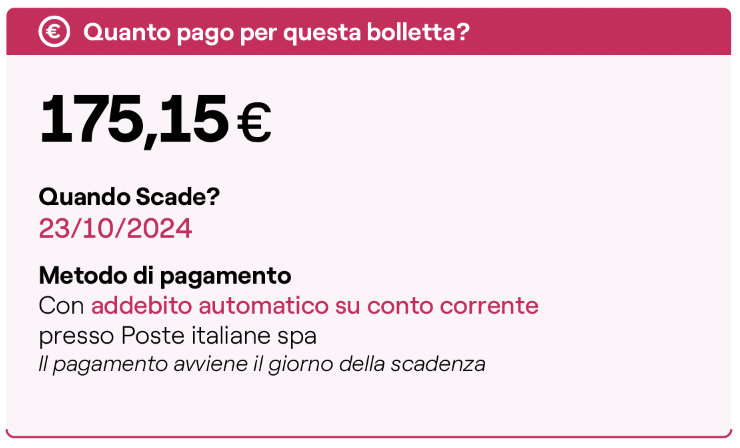 € Quanto pago per questa bolletta?
175,15 €
Quando Scade?
23/10/2024
Metodo di pagamento
Con addebito automatico su conto corrente
presso Poste italiane spa
Il pagamento avviene il giorno della scadenza